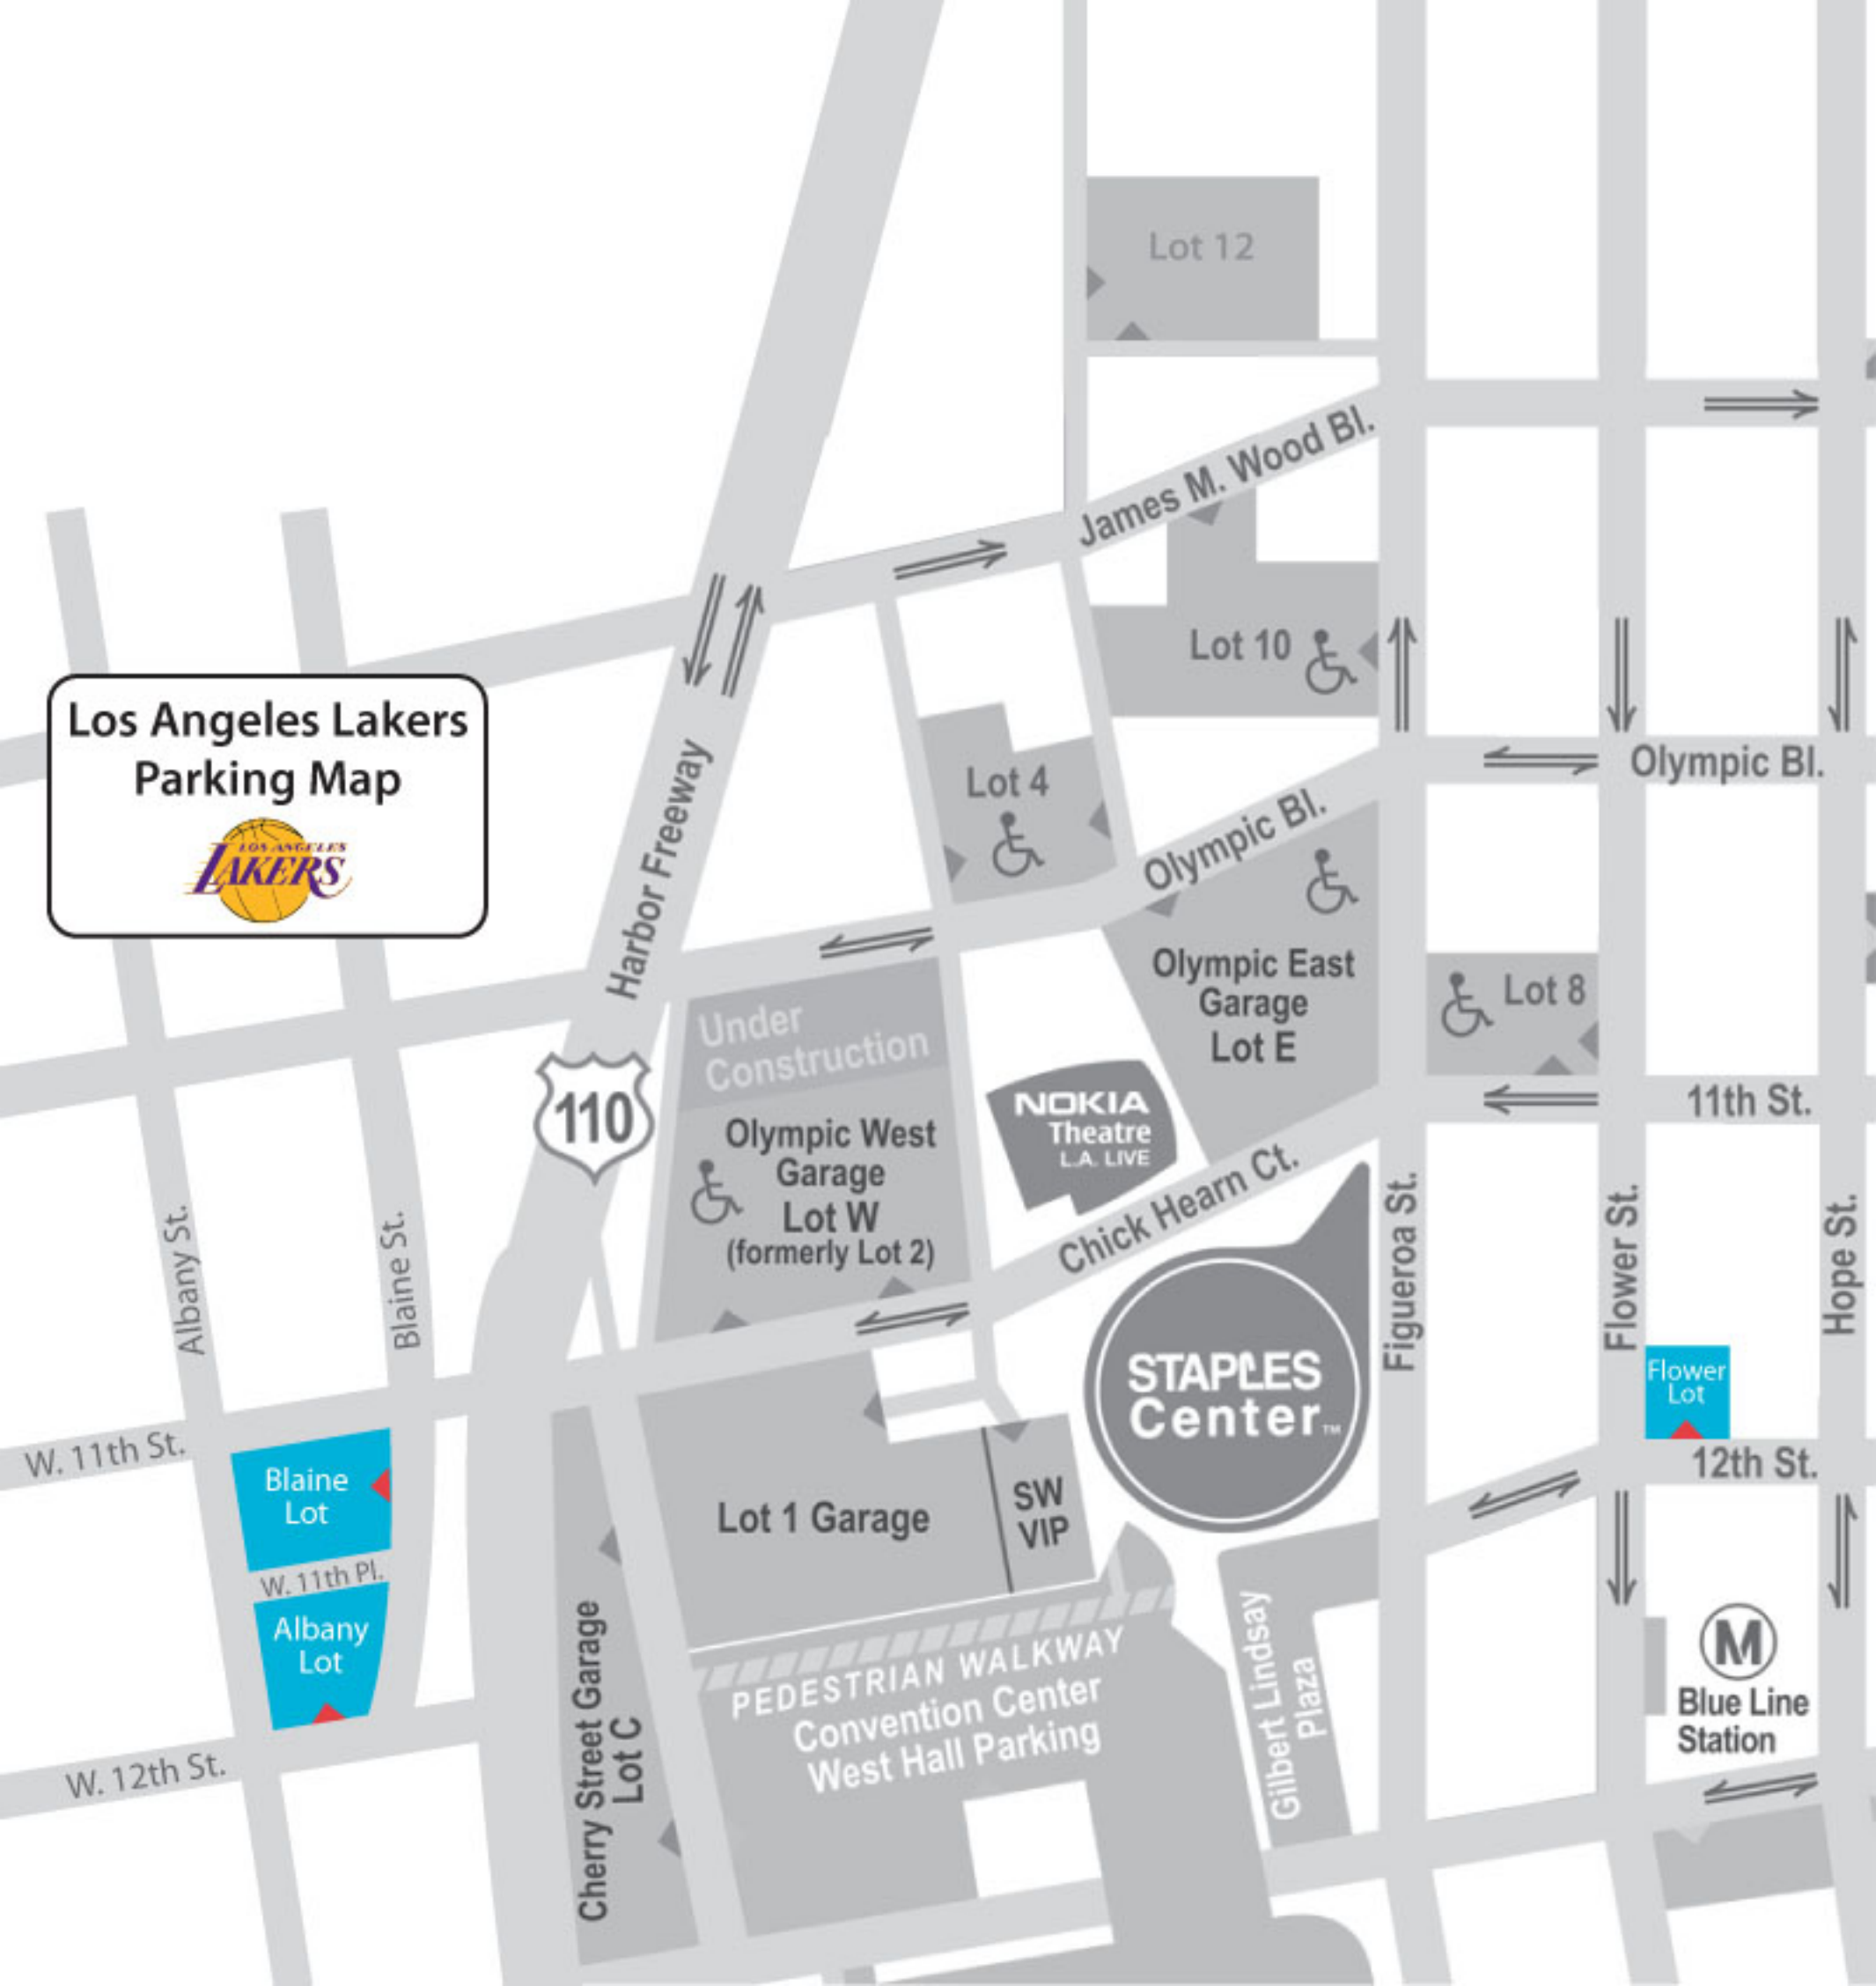 Lot 12
James M. Wood Bl.
Lot 10
Los Angeles Lakers
Parking Map
LOS ANGELES
LAKERS
Harbor Freeway
Lot 4
Olympic Bl.
Olympic Bl.
Olympic East
Garage
Lot E
Lot 8
Under
Construction
110
NOKIA
Theatre
L.A. LIVE
11th St.
Olympic West
Garage
Lot W
(formerly Lot 2)
Chick Hearn Ct.
Albany St.
Blaine St.
Figueroa St.
Flower St.
Hope St.
STAPLES
Center™
Flower
Lot
W. 11th St.
12th St.
Blaine
Lot
Lot 1 Garage
SW
VIP
W. 11th Pl.
Albany
Lot
Cherry Street Garage
Lot C
PEDESTRIAN WALKWAY
Convention Center
West Hall Parking
Gilbert Lindsay
Plaza
M
Blue Line
Station
W. 12th St.